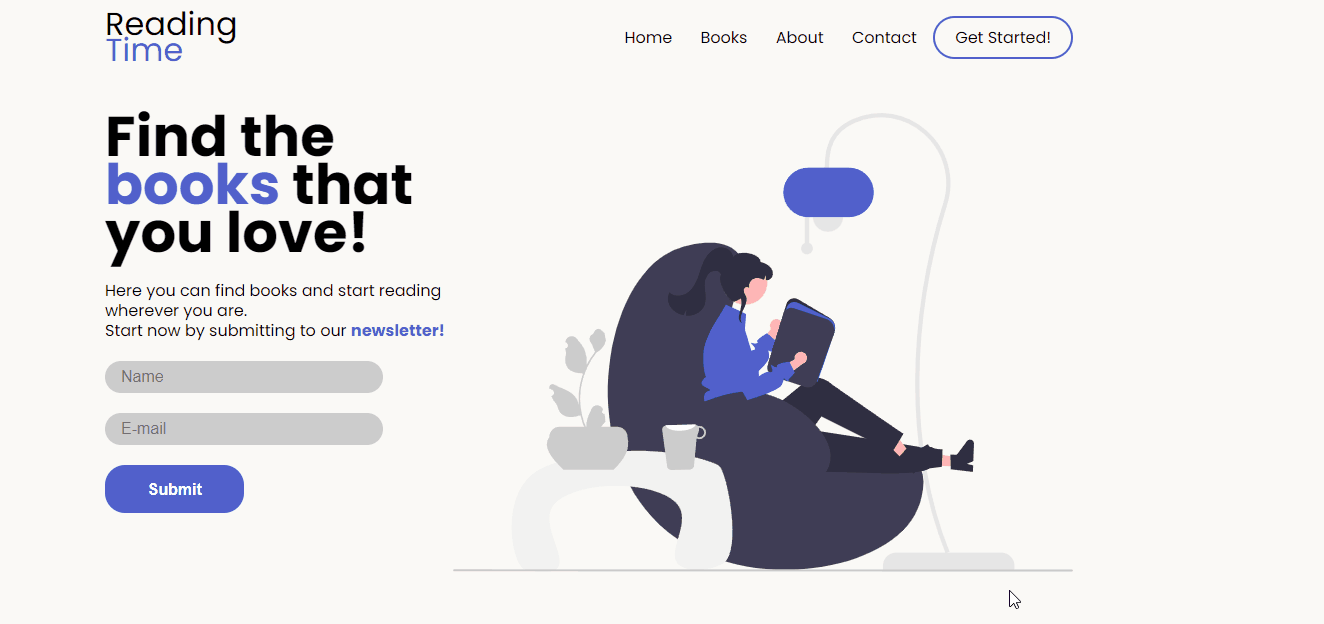 Reading
Time
Home Books About Contact Get Started!
Find the
books that
you love!
Here you can find books and start reading
wherever you are.
Start now by submitting to our newsletter!
Name
E-mail
Submit